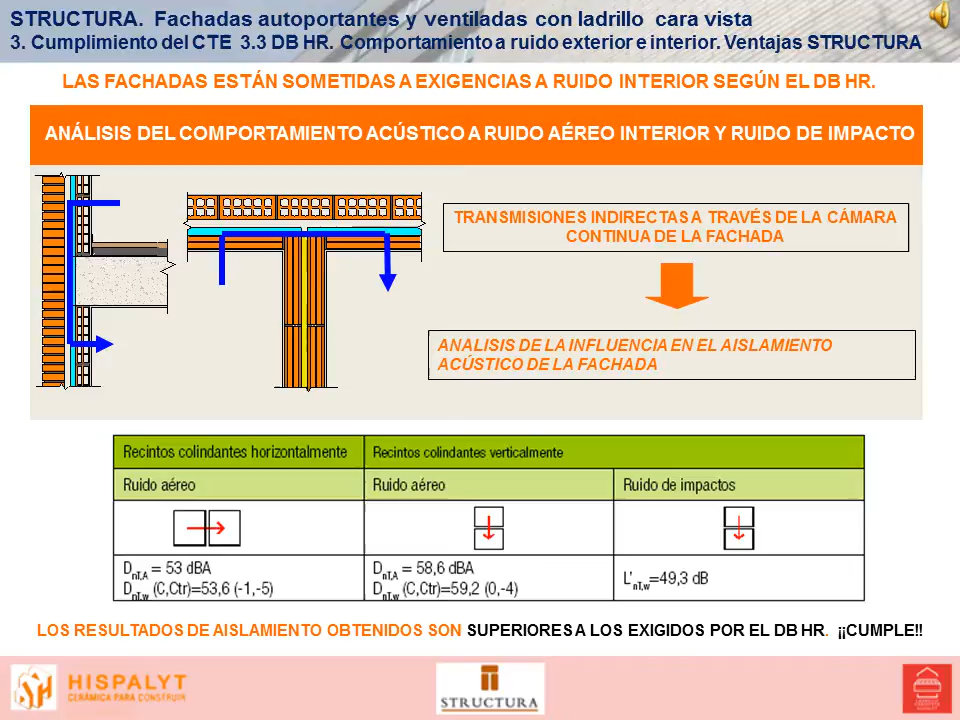 STRUCTURA. Fachadas autoportantes y ventiladas con ladrillo cara vista
3. Cumplimiento del CTE 3.3 DB HR. Comportamiento a ruido exterior e interior. Ventajas STRUCTURA
LAS FACHADAS ESTÁN SOMETIDAS A EXIGENCIAS A RUIDO INTERIOR SEGÚN EL DB HR.
ANÁLISIS DEL COMPORTAMIENTO ACÚSTICO A RUIDO AÉREO INTERIOR Y RUIDO DE IMPACTO
TRANSMISIONES INDIRECTAS A TRAVÉS DE LA CÁMARA
CONTINUA DE LA FACHADA
ANALISIS DE LA INFLUENCIA EN EL AISLAMIENTO
ACÚSTICO DE LA FACHADA
Recintos colindantes horizontalmente Recintos colindantes verticalmente
Ruido aéreo Ruido aéreo Ruido de impactos
DnT,A = 53 dBA DnT,A = 58,6 dBA
DnT,w (C,Ctr)=53,6 (-1,-5) DnT,w (C,Ctr)=59,2 (0,-4) L'nT,w=49,3 dB
LOS RESULTADOS DE AISLAMIENTO OBTENIDOS SON SUPERIORES A LOS EXIGIDOS POR EL DB HR. ¡¡CUMPLE!!
HISPALYT
CERÁMICA PARA CONSTRUIR
STRUCTURA